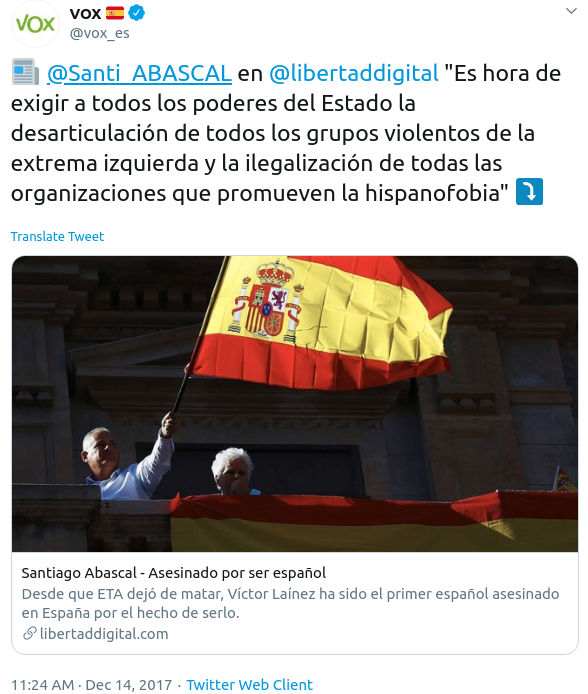 VOX
vox 🇪🇸
@vox_es
📰 @Santi_ABASCAL en @libertaddigital "Es hora de
exigir a todos los poderes del Estado la
desarticulación de todos los grupos violentos de la
extrema izquierda y la ilegalización de todas las
organizaciones que promueven la hispanofobia" ⤵️
Translate Tweet
Santiago Abascal - Asesinado por ser español
Desde que ETA dejó de matar, Víctor Laínez ha sido el primer español asesinado
en España por el hecho de serlo.
libertaddigital.com
11:24 AM · Dec 14, 2017 · Twitter Web Client